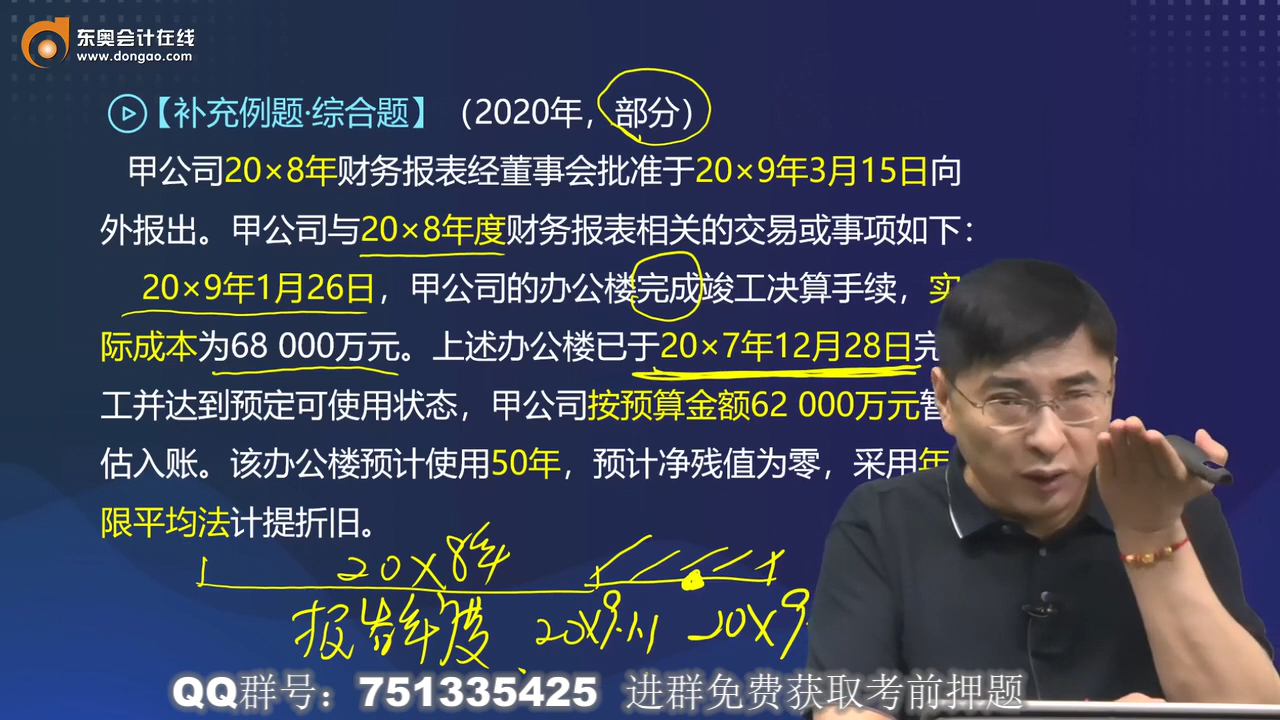 东奥会计在线
www.dongao.com
【补充例题·综合题】（2020年，部分）
甲公司20×8年财务报表经董事会批准于20×9年3月15日向
外报出。甲公司与20×8年度财务报表相关的交易或事项如下：
20×9年1月26日，甲公司的办公楼完成竣工决算手续，实
际成本为68 000万元。上述办公楼已于20×7年12月28日完
工并达到预定可使用状态，甲公司按预算金额62 000万元暂
估入账。该办公楼预计使用50年，预计净残值为零，采用年
限平均法计提折旧。
20×8年
报告年度 20×9.1.1 20×9.
QQ群号：751335425 进群免费获取考前押题